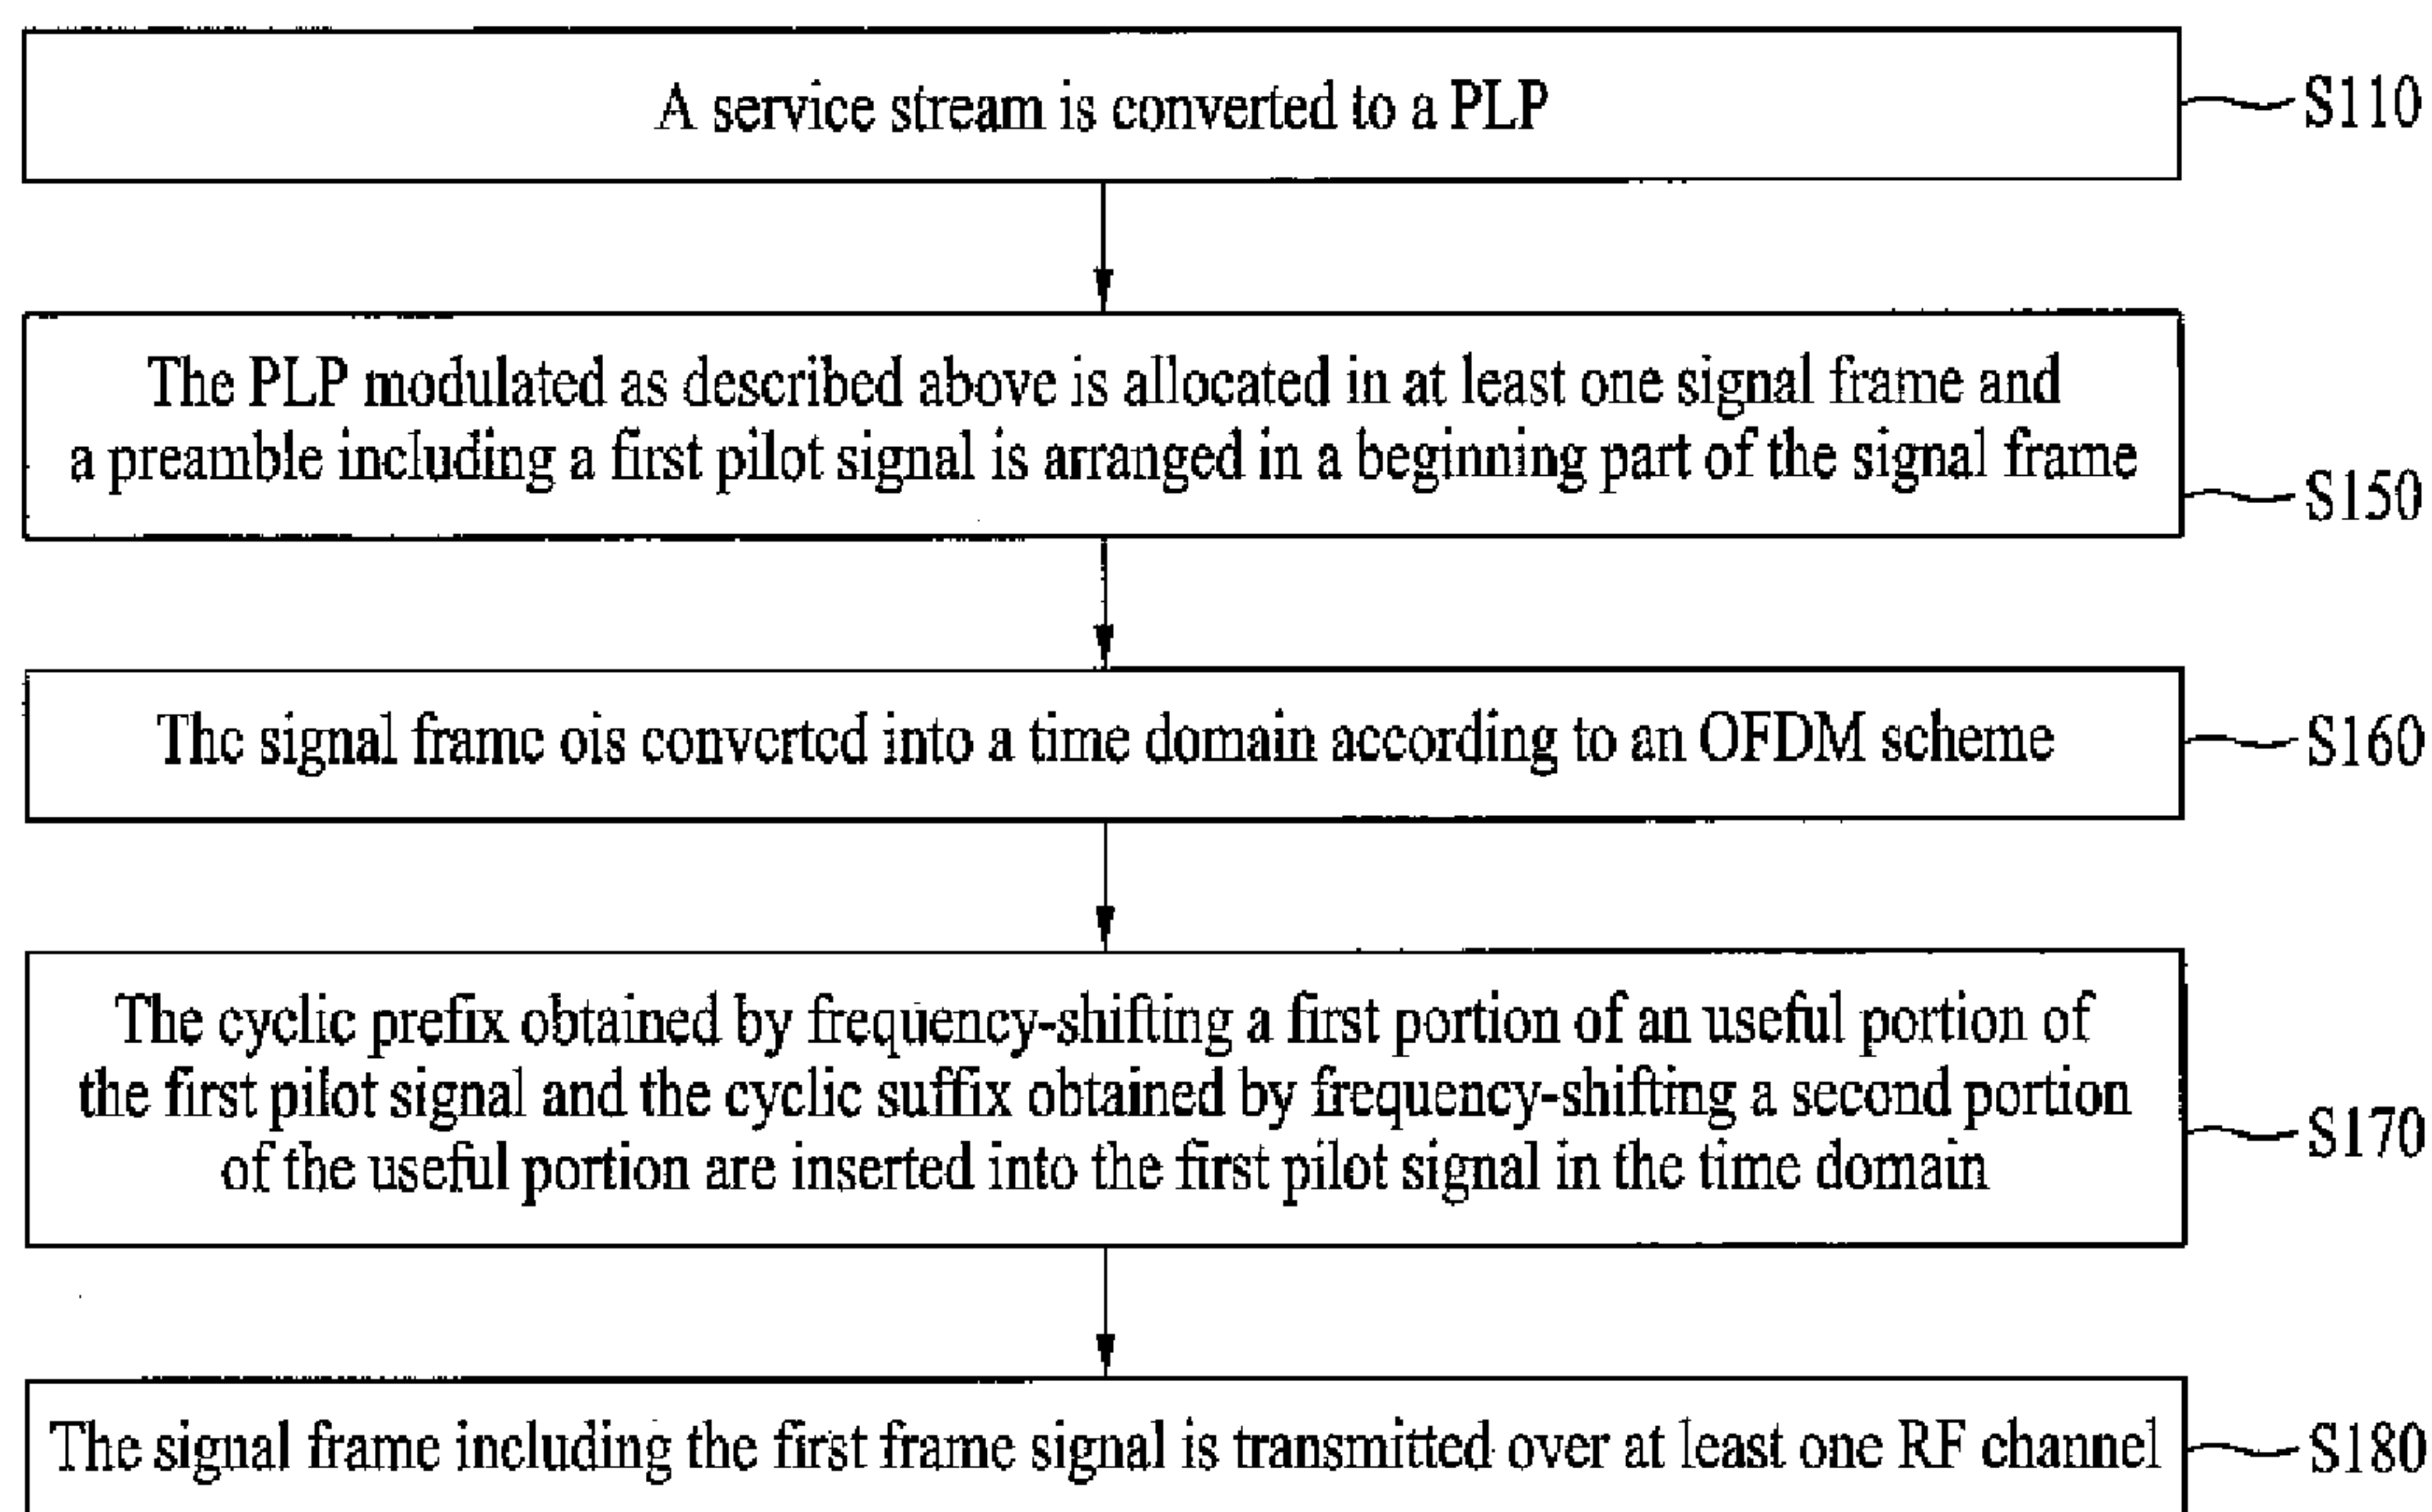 A service stream is converted to a PLP
S110
The PLP modulated as described above is allocated in at least one signal frame and
a preamble including a first pilot signal is arranged in a beginning part of the signal frame
S150
The signal frame ois converted into a time domain according to an OFDM scheme
S160
The cyclic prefix obtained by frequency-shifting a first portion of an useful portion of
the first pilot signal and the cyclic suffix obtained by frequency-shifting a second portion
of the useful portion are inserted into the first pilot signal in the time domain
S170
The signal frame including the first frame signal is transmitted over at least one RF channel
S180